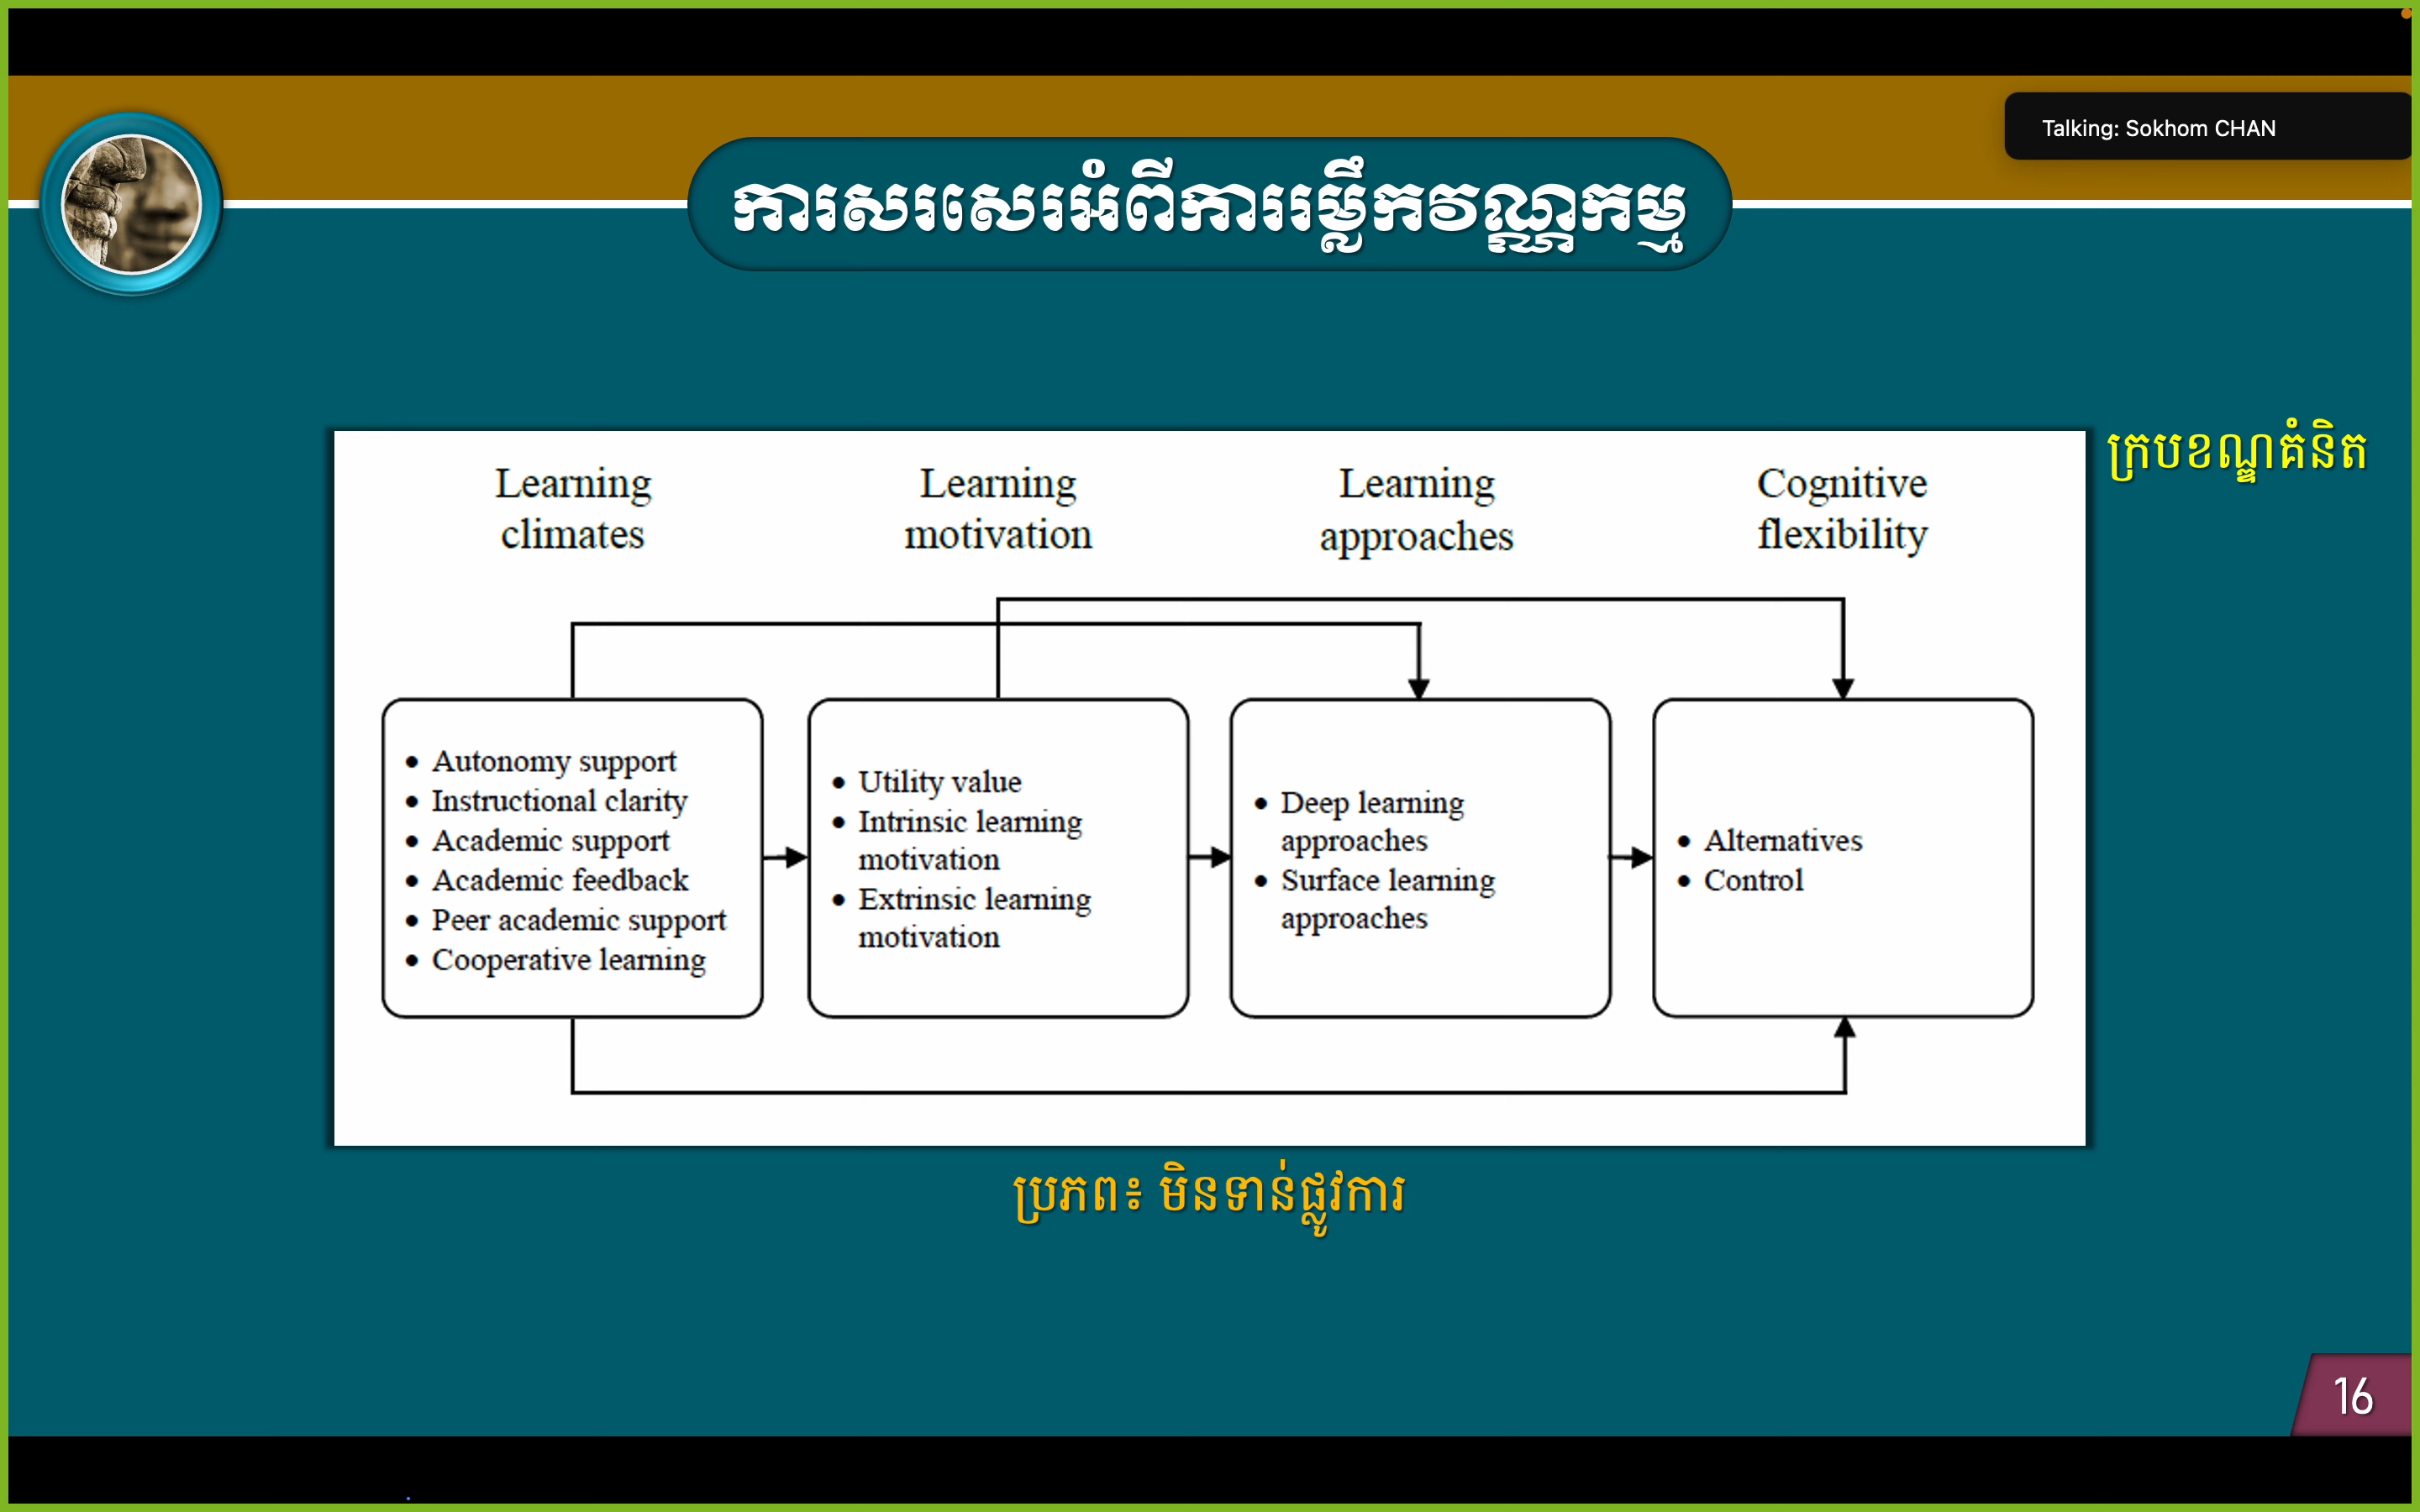 Talking: Sokhom CHAN
ការសរសេរអំពីការរម្លឹកវណ្ណកម្ម
ក្របខណ្ឌគំនិត
Learning
climates
Learning
motivation
Learning
approaches
Cognitive
flexibility
• Autonomy support
• Instructional clarity
• Academic support
• Academic feedback
• Peer academic support
• Cooperative learning
• Utility value
• Intrinsic learning
motivation
• Extrinsic learning
motivation
• Deep learning
approaches
• Surface learning
approaches
• Alternatives
• Control
ប្រភព៖ មិនទាន់ផ្លូវការ
16